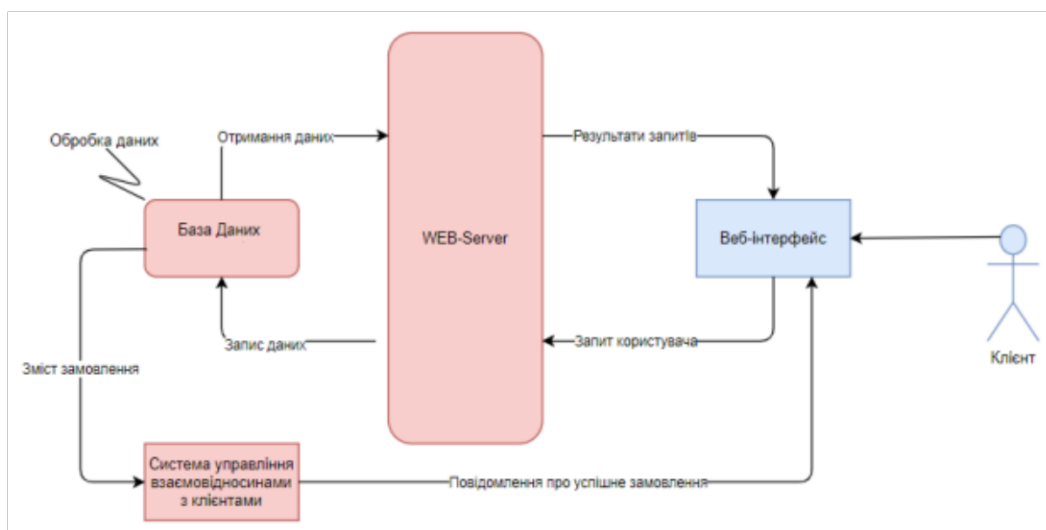 Обробка даних
Отримання даних
Результати запитів
База Даних
WEB-Server
Веб-інтерфейс
Запис даних
Запит користувача
Клієнт
Зміст замовлення
Система управління
взаємовідносинами
з клієнтами
Повідомлення про успішне замовлення